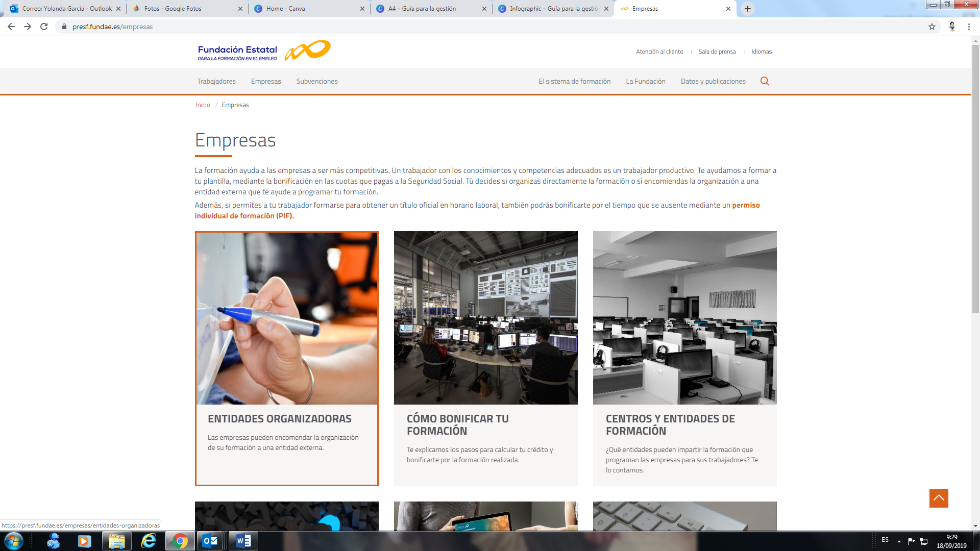 Correo: Yolanda García - Outlook
Fotos - Google Fotos
Home - Canva
A4 - Guía para la gestión
Infographic - Guía para la gestió
Empresas
presf.fundae.es/empresas
Fundación Estatal
PARA LA FORMACIÓN EN EL EMPLEO
Atención al cliente | Sala de prensa | Idiomas
Trabajadores Empresas Subvenciones El sistema de formación La Fundación Datos y publicaciones
Inicio / Empresas
Empresas
La formación ayuda a las empresas a ser más competitivas. Un trabajador con los conocimientos y competencias adecuados es un trabajador productivo. Te ayudamos a formar a
tu plantilla, mediante la bonificación en las cuotas que pagas a la Seguridad Social. Tú decides si organizas directamente la formación o si encomiendas la organización a una
entidad externa que te ayude a programar tu formación.
Además, si permites a tu trabajador formarse para obtener un título oficial en horario laboral, también podrás bonificarte por el tiempo que se ausente mediante un permiso
individual de formación (PIF).
ENTIDADES ORGANIZADORAS
Las empresas pueden encomendar la organización
de su formación a una entidad externa.
CÓMO BONIFICAR TU
FORMACIÓN
Te explicamos los pasos para calcular tu crédito y
bonificarte por la formación realizada.
CENTROS Y ENTIDADES DE
FORMACIÓN
¿Qué entidades pueden impartir la formación que
programan las empresas para sus trabajadores? Te
lo contamos.
https://presf.fundae.es/empresas/entidades-organizadoras
ES
9:29
18/09/2019